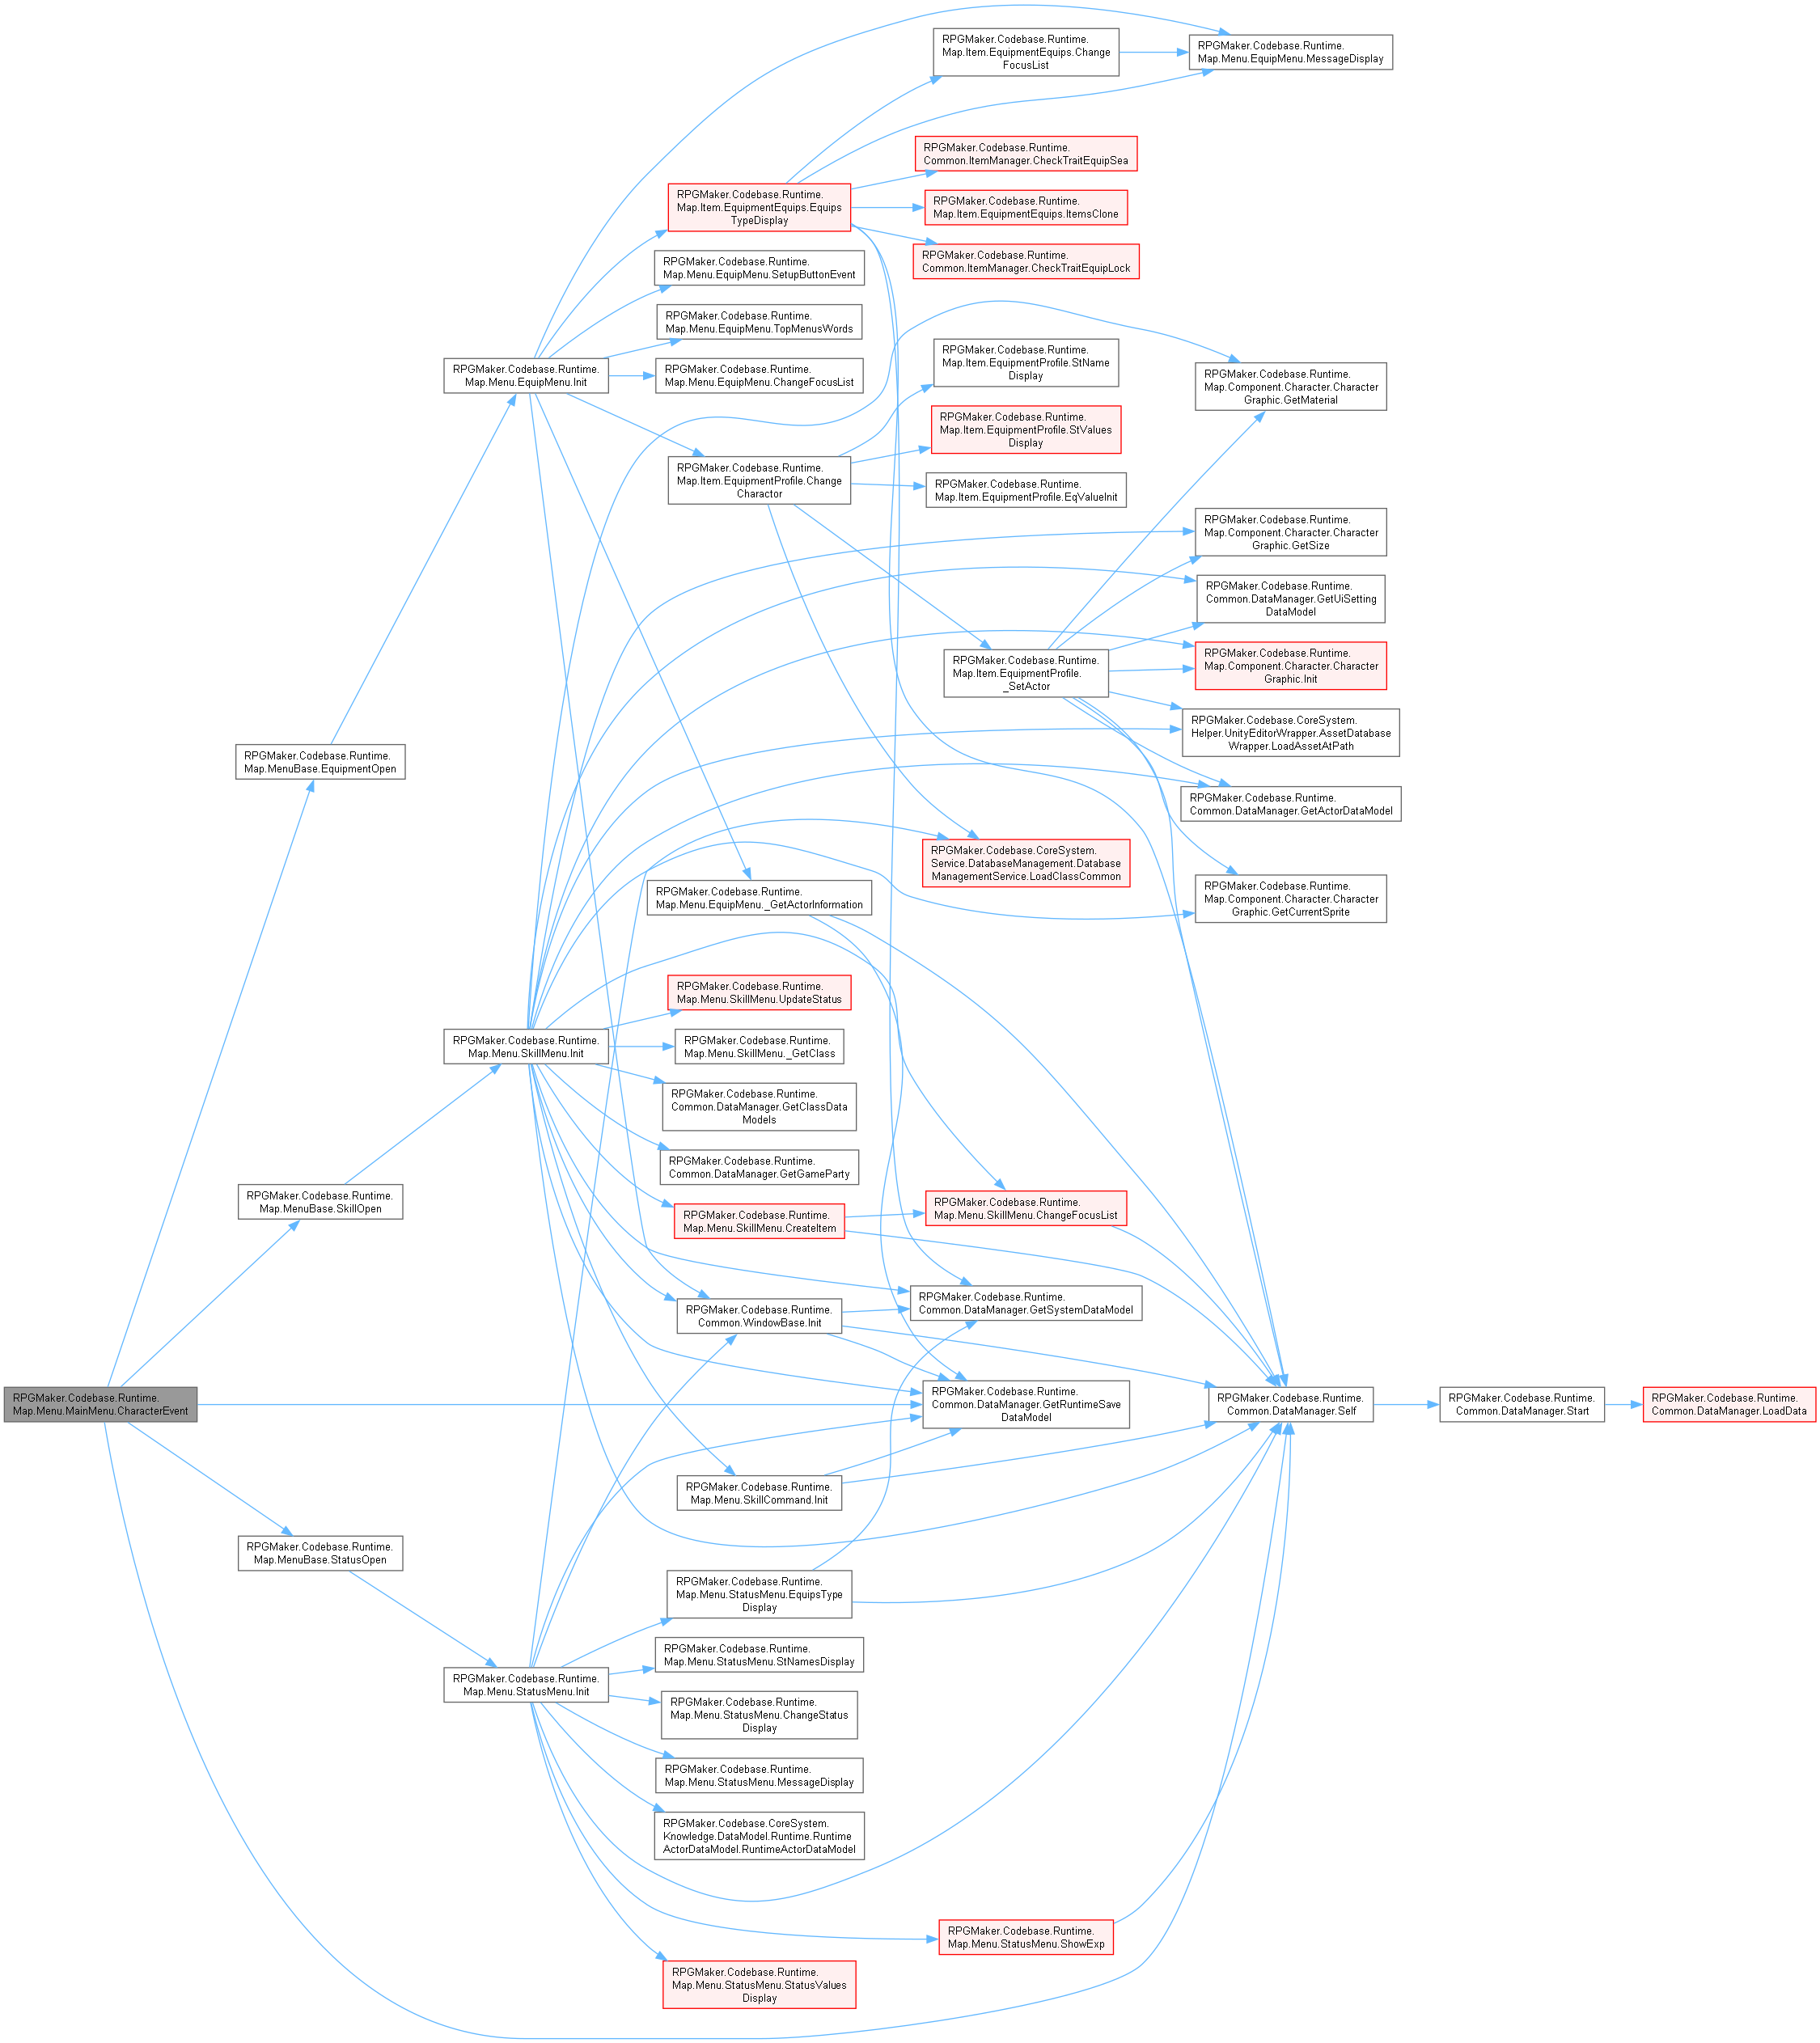 RPGMaker.Codebase.Runtime.
Map.Menu.MainMenu.CharacterEvent
RPGMaker.Codebase.Runtime.
Map.MenuBase.EquipmentOpen
RPGMaker.Codebase.Runtime.
Map.MenuBase.SkillOpen
RPGMaker.Codebase.Runtime.
Map.MenuBase.StatusOpen
RPGMaker.Codebase.Runtime.
Map.Menu.EquipMenu.Init
RPGMaker.Codebase.Runtime.
Map.Menu.SkillMenu.Init
RPGMaker.Codebase.Runtime.
Map.Menu.StatusMenu.Init
RPGMaker.Codebase.Runtime.
Map.Item.EquipmentEquips.Equips
TypeDisplay
RPGMaker.Codebase.Runtime.
Map.Menu.EquipMenu.SetupButtonEvent
RPGMaker.Codebase.Runtime.
Map.Menu.EquipMenu.TopMenusWords
RPGMaker.Codebase.Runtime.
Map.Menu.EquipMenu.ChangeFocusList
RPGMaker.Codebase.Runtime.
Map.Item.EquipmentProfile.Change
Charactor
RPGMaker.Codebase.Runtime.
Map.Menu.EquipMenu._GetActorInformation
RPGMaker.Codebase.Runtime.
Map.Menu.SkillMenu.UpdateStatus
RPGMaker.Codebase.Runtime.
Map.Menu.SkillMenu._GetClass
RPGMaker.Codebase.Runtime.
Common.DataManager.GetClassData
Models
RPGMaker.Codebase.Runtime.
Common.DataManager.GetGameParty
RPGMaker.Codebase.Runtime.
Map.Menu.SkillMenu.CreateItem
RPGMaker.Codebase.Runtime.
Common.WindowBase.Init
RPGMaker.Codebase.Runtime.
Map.Menu.SkillCommand.Init
RPGMaker.Codebase.Runtime.
Map.Menu.StatusMenu.EquipsType
Display
RPGMaker.Codebase.Runtime.
Map.Menu.StatusMenu.StNamesDisplay
RPGMaker.Codebase.Runtime.
Map.Menu.StatusMenu.ChangeStatus
Display
RPGMaker.Codebase.Runtime.
Map.Menu.StatusMenu.MessageDisplay
RPGMaker.Codebase.CoreSystem.
Knowledge.DataModel.Runtime.Runtime
ActorDataModel.RuntimeActorDataModel
RPGMaker.Codebase.Runtime.
Map.Menu.StatusMenu.StatusValues
Display
RPGMaker.Codebase.Runtime.
Map.Item.EquipmentEquips.Change
FocusList
RPGMaker.Codebase.Runtime.
Common.ItemManager.CheckTraitEquipSea
RPGMaker.Codebase.Runtime.
Map.Item.EquipmentEquips.ItemsClone
RPGMaker.Codebase.Runtime.
Common.ItemManager.CheckTraitEquipLock
RPGMaker.Codebase.Runtime.
Map.Item.EquipmentProfile.StName
Display
RPGMaker.Codebase.Runtime.
Map.Item.EquipmentProfile.StValues
Display
RPGMaker.Codebase.Runtime.
Map.Item.EquipmentProfile.EqValueInit
RPGMaker.Codebase.Runtime.
Map.Item.EquipmentProfile.
_SetActor
RPGMaker.Codebase.CoreSystem.
Service.DatabaseManagement.Database
ManagementService.LoadClassCommon
RPGMaker.Codebase.Runtime.
Map.Menu.SkillMenu.ChangeFocusList
RPGMaker.Codebase.Runtime.
Common.DataManager.GetSystemDataModel
RPGMaker.Codebase.Runtime.
Common.DataManager.GetRuntimeSave
DataModel
RPGMaker.Codebase.Runtime.
Map.Menu.StatusMenu.ShowExp
RPGMaker.Codebase.Runtime.
Map.Menu.EquipMenu.MessageDisplay
RPGMaker.Codebase.Runtime.
Map.Component.Character.Character
Graphic.GetMaterial
RPGMaker.Codebase.Runtime.
Map.Component.Character.Character
Graphic.GetSize
RPGMaker.Codebase.Runtime.
Common.DataManager.GetUiSetting
DataModel
RPGMaker.Codebase.Runtime.
Map.Component.Character.Character
Graphic.Init
RPGMaker.Codebase.CoreSystem.
Helper.UnityEditorWrapper.AssetDatabase
Wrapper.LoadAssetAtPath
RPGMaker.Codebase.Runtime.
Common.DataManager.GetActorDataModel
RPGMaker.Codebase.Runtime.
Map.Component.Character.Character
Graphic.GetCurrentSprite
RPGMaker.Codebase.Runtime.
Common.DataManager.Self
RPGMaker.Codebase.Runtime.
Common.DataManager.Start
RPGMaker.Codebase.Runtime.
Common.DataManager.LoadData